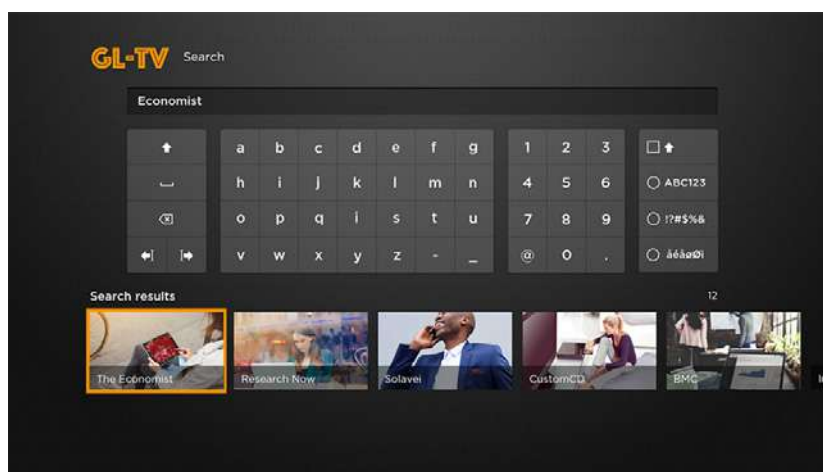 GL-TV Search
Economist
a b c d e f g 1 2 3
h i j k l m n 4 5 6 ABC123
o p q i s t u 7 8 9 !?#$%&
v w x y z - _ @ 0 . áéåøØi
Search results 12
The Economist Research Now Solavei CustomCD BMC